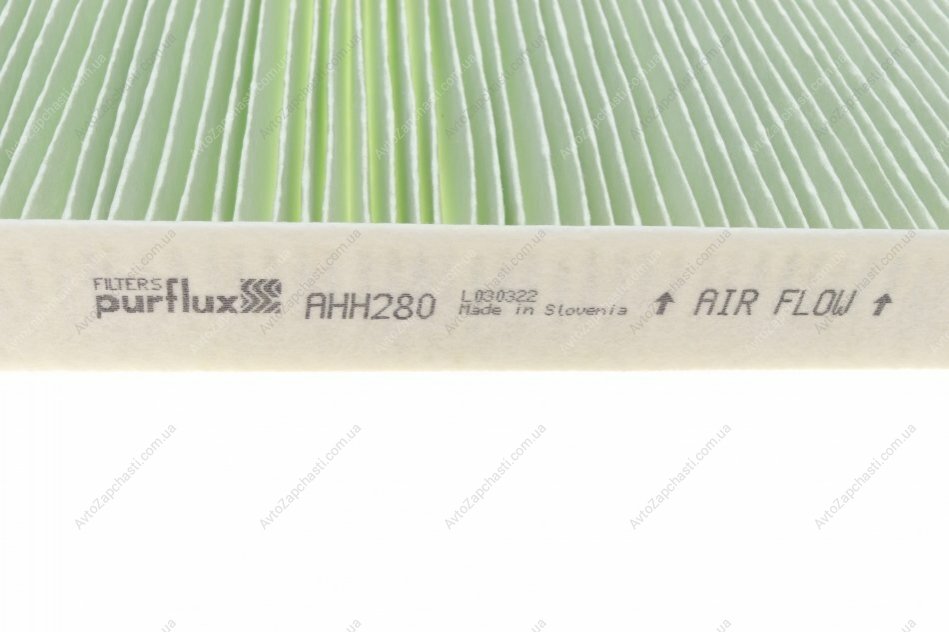 FILTERS
purflux
AHH280
L030322
Made in Slovenia
↑ AIR FLOW ↑
AvtoZapchasti.com.ua